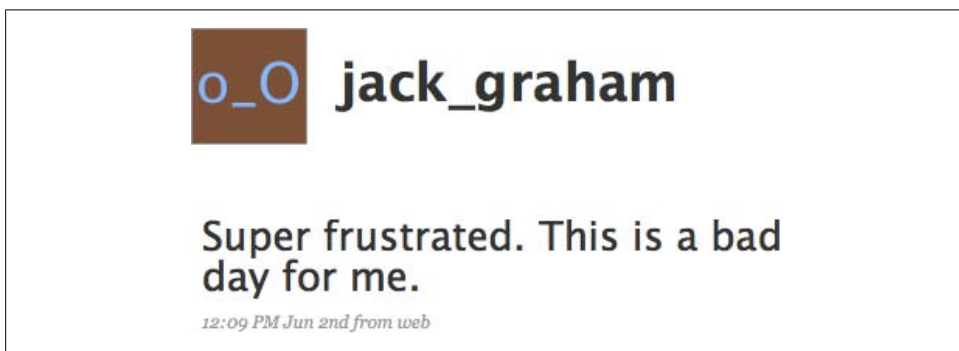 o_O
jack_graham
Super frustrated. This is a bad
day for me.
12:09 PM Jun 2nd from web